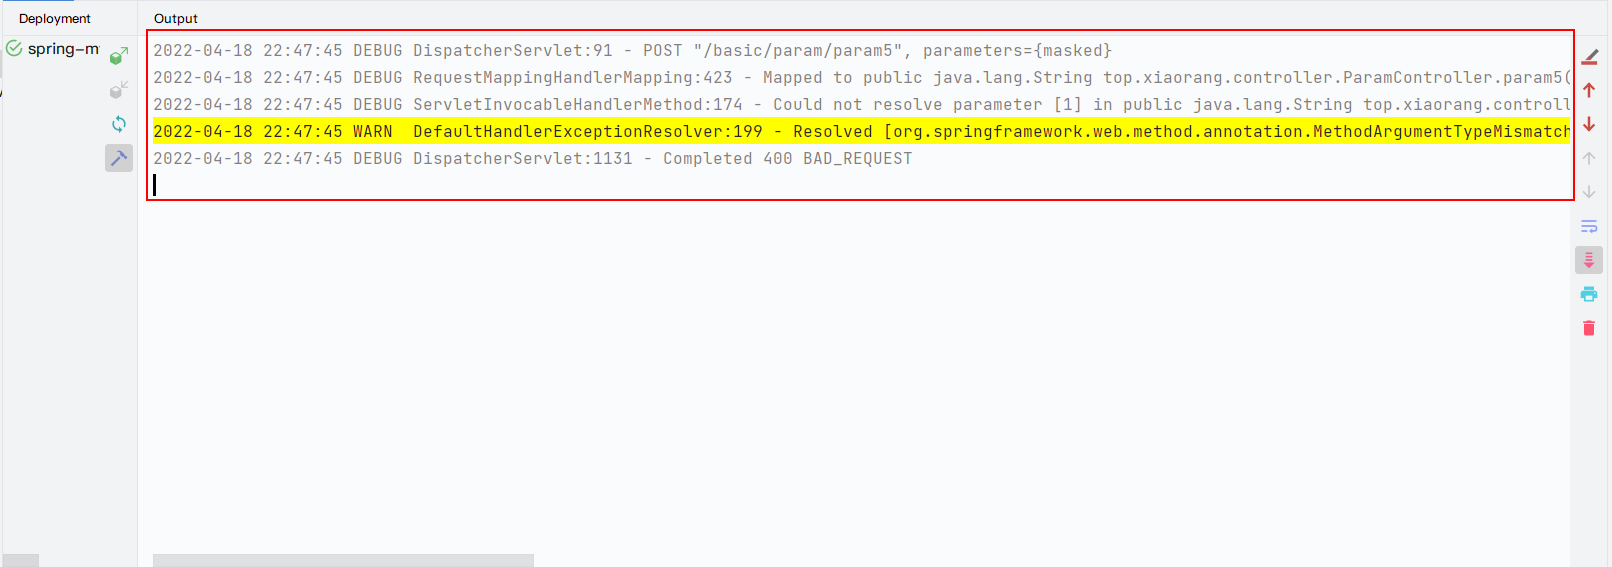 Deployment
Output
spring-m
2022-04-18 22:47:45 DEBUG DispatcherServlet:91 - POST "/basic/param/param5", parameters={masked}
2022-04-18 22:47:45 DEBUG RequestMappingHandlerMapping:423 - Mapped to public java.lang.String top.xiaorang.controller.ParamController.param5(
2022-04-18 22:47:45 DEBUG ServletInvocableHandlerMethod:174 - Could not resolve parameter [1] in public java.lang.String top.xiaorang.controll
2022-04-18 22:47:45 WARN  DefaultHandlerExceptionResolver:199 - Resolved [org.springframework.web.method.annotation.MethodArgumentTypeMismatch
2022-04-18 22:47:45 DEBUG DispatcherServlet:1131 - Completed 400 BAD_REQUEST